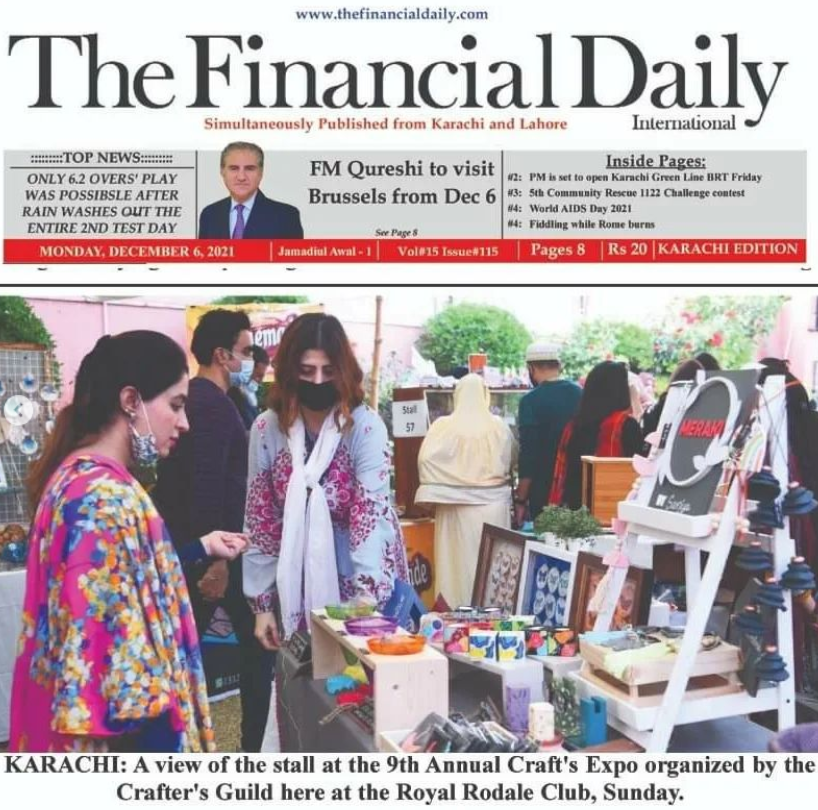 www.thefinancialdaily.com
The Financial Daily
Simultaneously Published from Karachi and Lahore
International
:::::::::TOP NEWS:::::::::
ONLY 6.2 OVERS' PLAY
WAS POSSIBSLE AFTER
RAIN WASHES OUT THE
ENTIRE 2ND TEST DAY
FM Qureshi to visit
Brussels from Dec 6
See Page 8
Inside Pages:
#2: PM is set to open Karachi Green Line BRT Friday
#3: 5th Community Rescue 1122 Challenge contest
#4: World AIDS Day 2021
#4: Fiddling while Rome burns
MONDAY, DECEMBER 6, 2021 | Jamadiul Awal - 1 | Vol#15 Issue#115 | Pages 8 | Rs 20 | KARACHI EDITION
Stall
57
MERAKI
KARACHI: A view of the stall at the 9th Annual Craft's Expo organized by the
Crafter's Guild here at the Royal Rodale Club, Sunday.